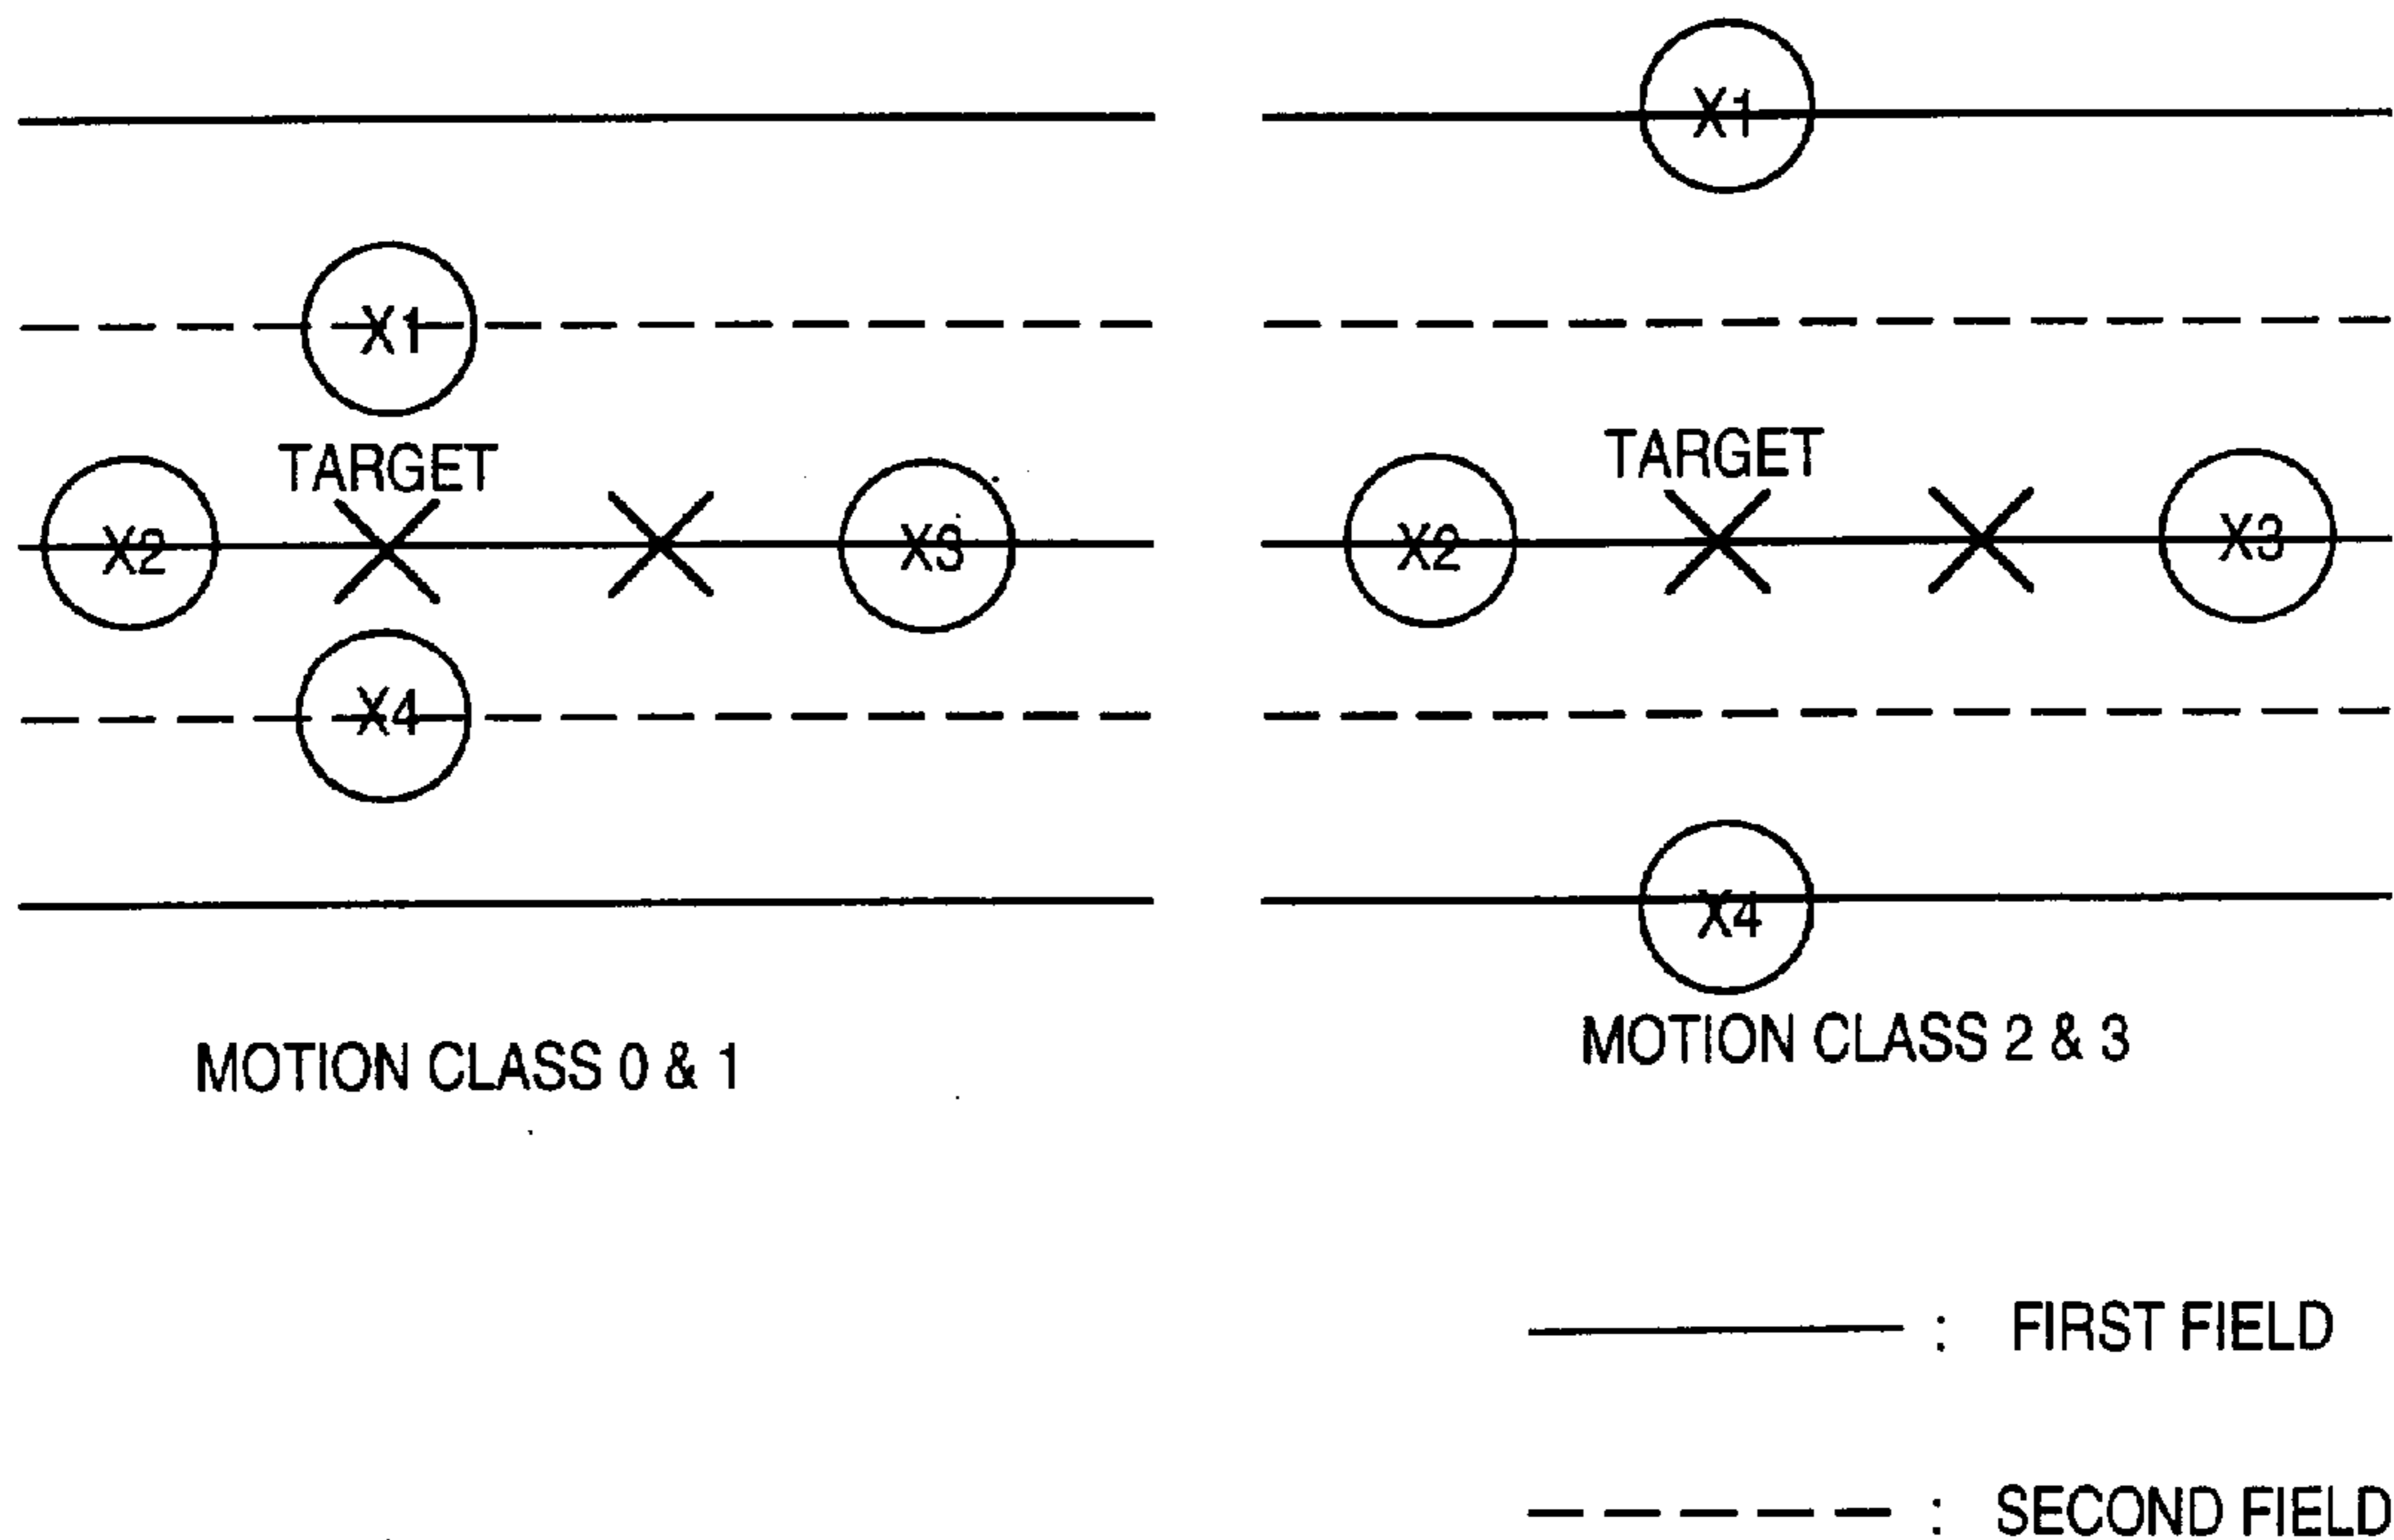 X1
X1
TARGET
TARGET
X2
X3
X2
X3
X4
X4
MOTION CLASS 0 & 1
MOTION CLASS 2 & 3
: FIRST FIELD
: SECOND FIELD